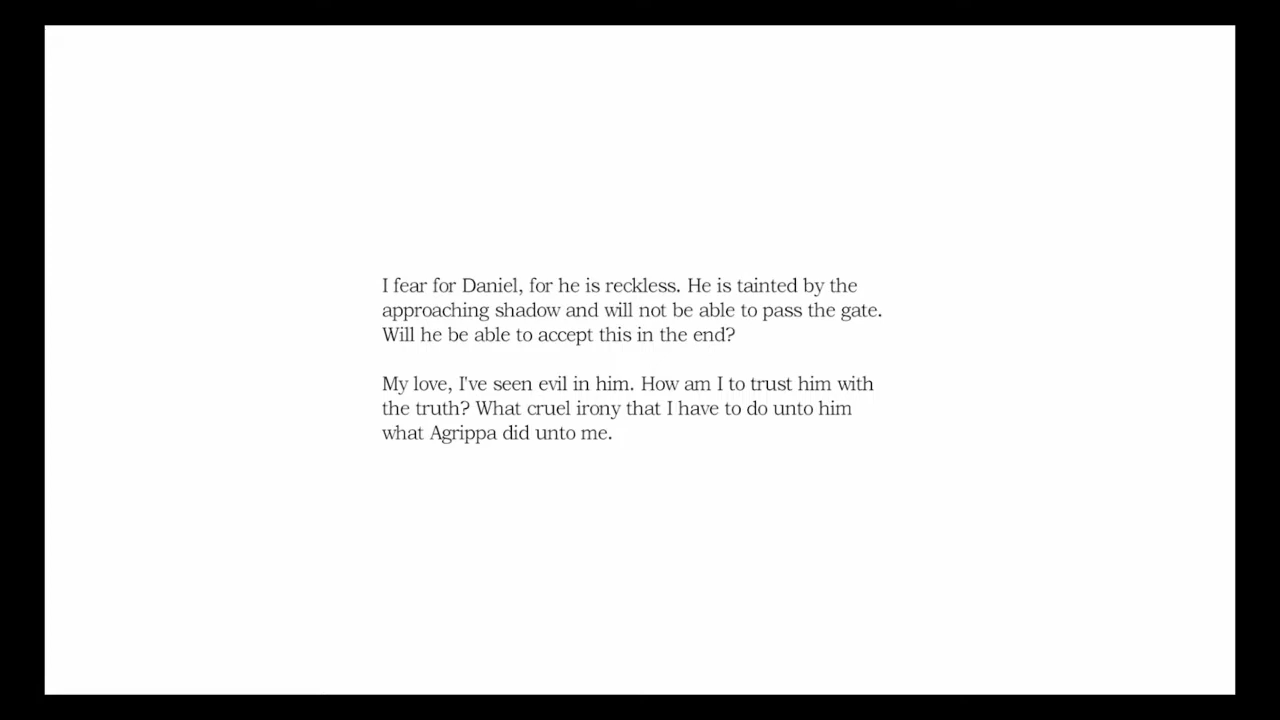 I fear for Daniel, for he is reckless. He is tainted by the
approaching shadow and will not be able to pass the gate.
Will he be able to accept this in the end?
My love, I've seen evil in him. How am I to trust him with
the truth? What cruel irony that I have to do unto him
what Agrippa did unto me.